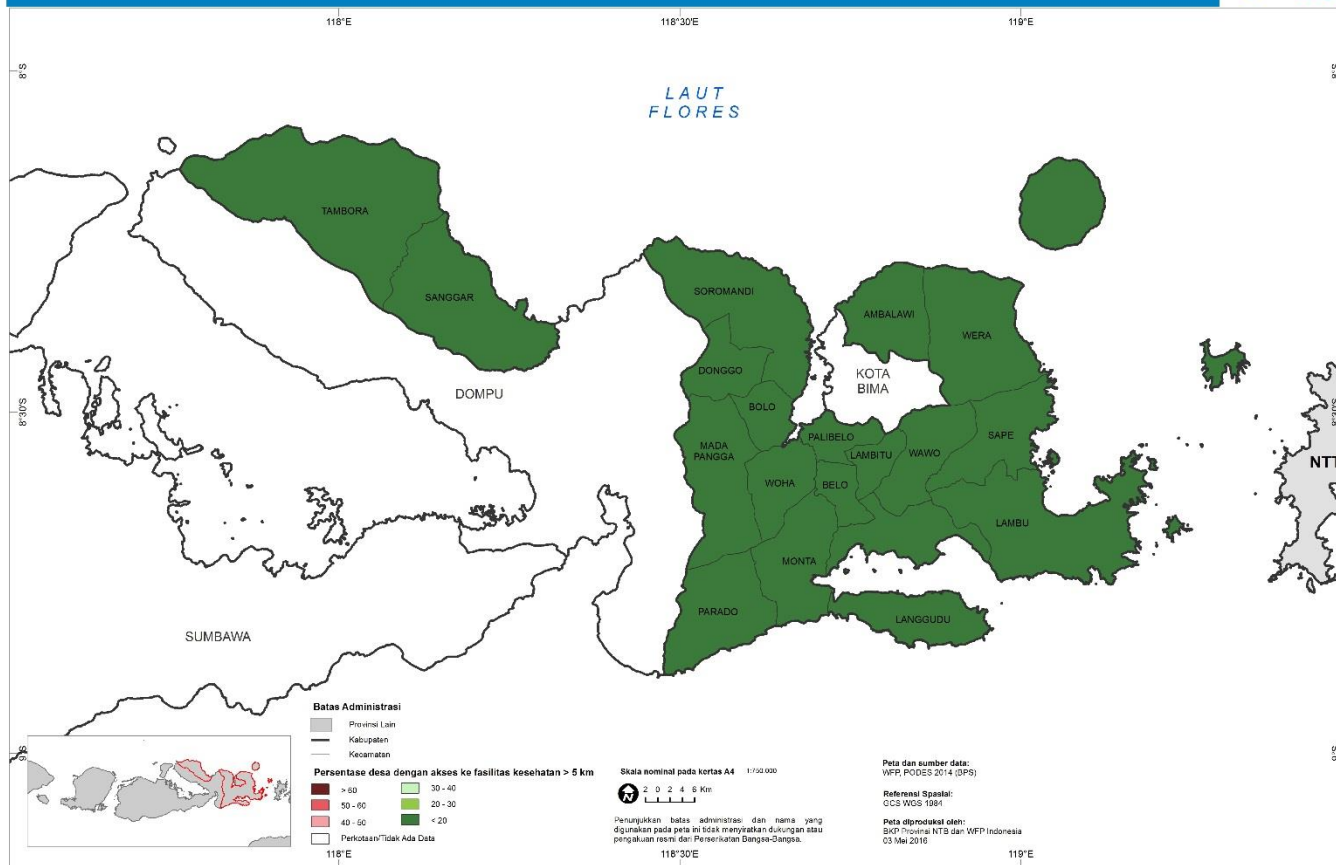 118°E
118°30'E
119°E
8°S
8°S
LAUT
FLORES
TAMBORA
SANGGAR
SOROMANDI
AMBALAWI
WERA
DONGGO
KOTA
BIMA
DOMPU
BOLO
8°30'S
8°30'S
MADA
PANGGA
PALIBELO
LAMBITU
WAWO
SAPE
NTT
WOHA
BELO
LAMBU
MONTA
PARADO
LANGGUDU
SUMBAWA
9°S
9°S
Batas Administrasi
Provinsi Lain
Kabupaten
Kecamatan
Persentase desa dengan akses ke fasilitas kesehatan > 5 km
> 60
50 - 60
40 - 50
30 - 40
20 - 30
< 20
Perkotaan/Tidak Ada Data
Skala nominal pada kertas A4 1:750.000
2 0 2 4 6 Km
Penunjukkan batas administrasi dan nama yang
digunakan pada peta ini tidak menyiratkan dukungan atau
pengakuan resmi dari Perserikatan Bangsa-Bangsa.
Peta dan sumber data:
WFP, PODES 2014 (BPS)
Referensi Spasial:
GCS WGS 1984
Peta diproduksi oleh:
BKP Provinsi NTB dan WFP Indonesia
03 Mei 2016
118°E
118°30'E
119°E